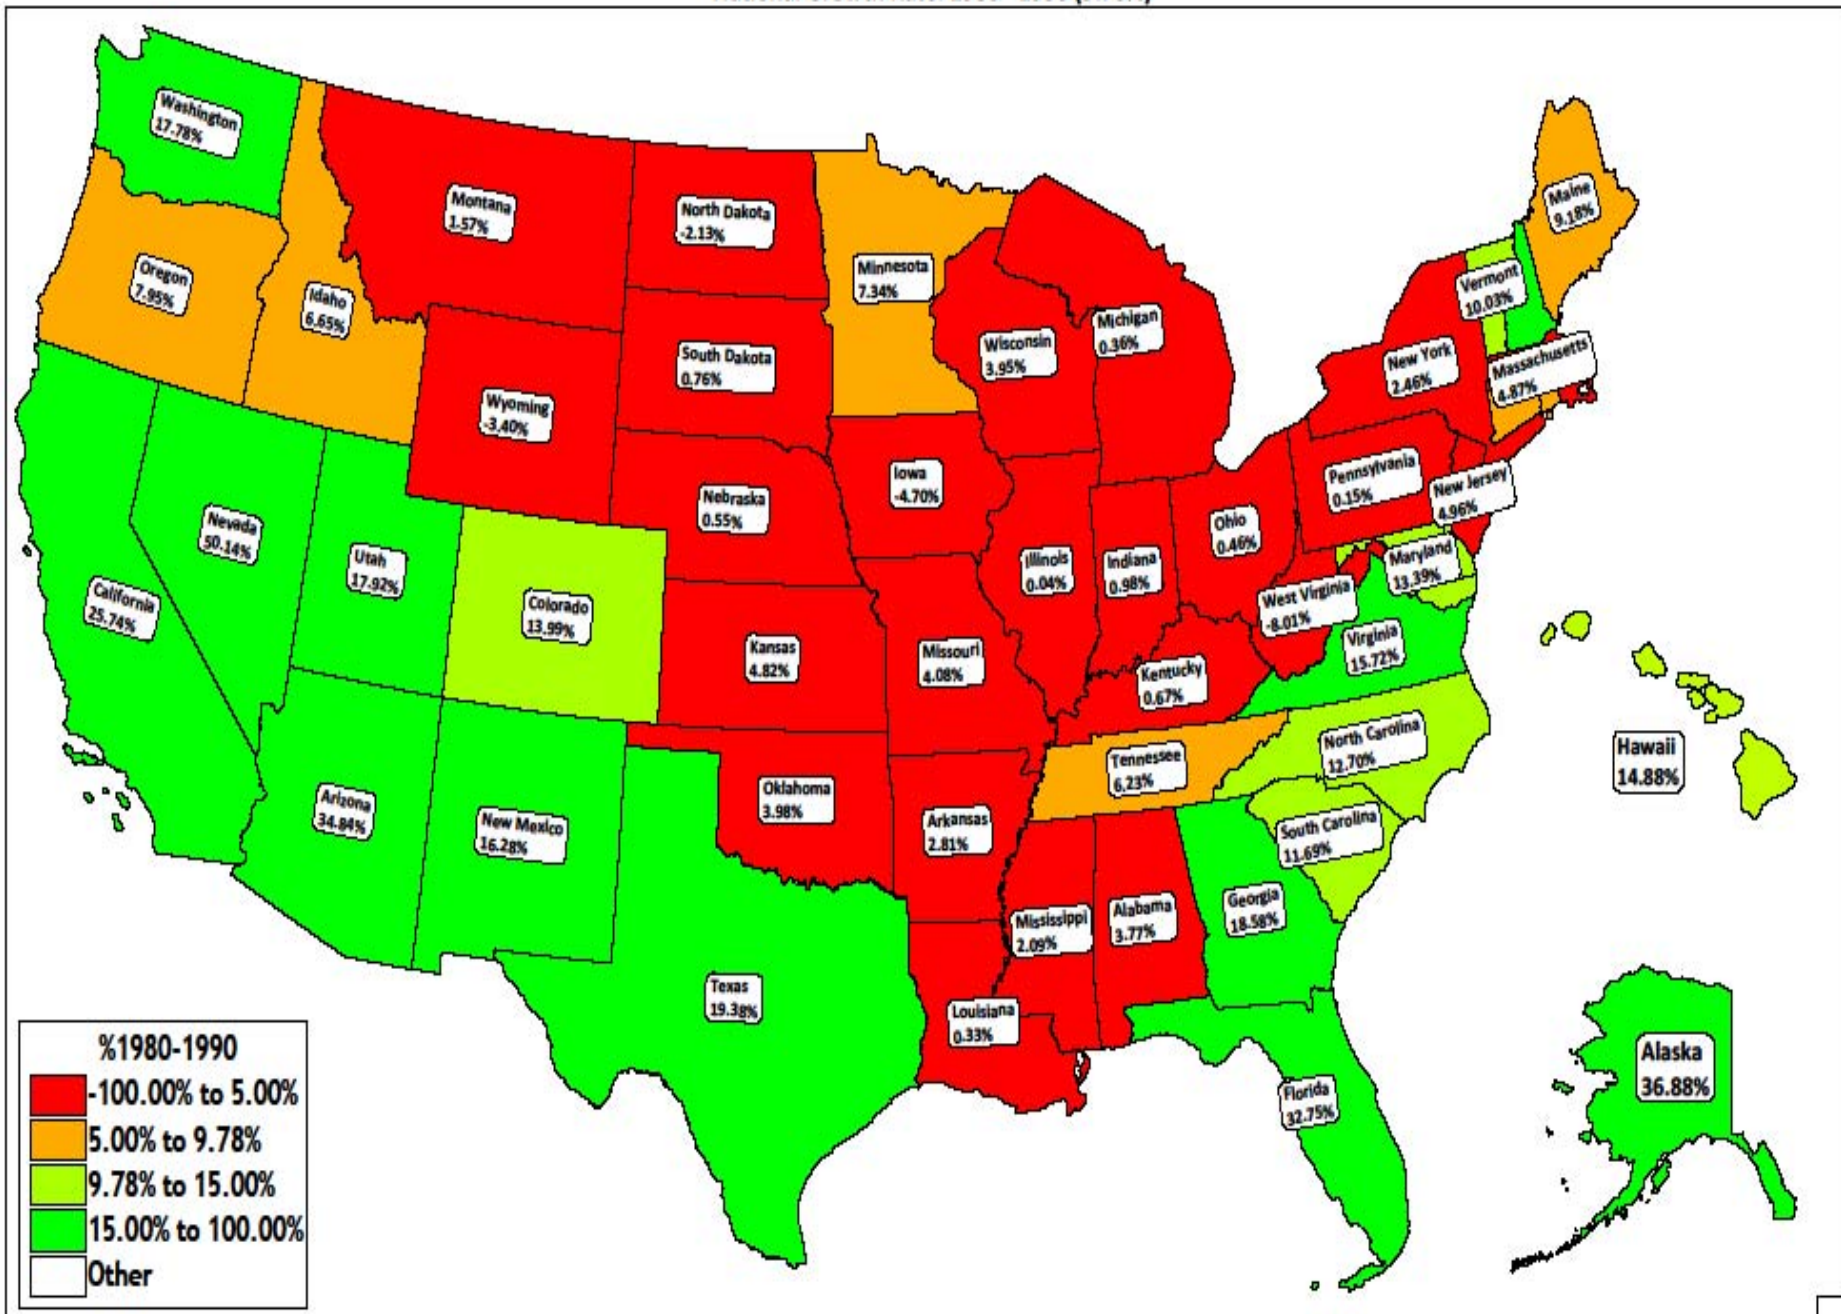 Washington
17.78%
Oregon
7.95%
Idaho
6.65%
Montana
1.57%
North Dakota
-2.13%
Minnesota
7.34%
Wisconsin
3.95%
Michigan
0.36%
Maine
9.18%
Vermont
10.03%
New York
2.46%
Massachusetts
4.87%
South Dakota
0.76%
Wyoming
-3.40%
Nebraska
0.55%
Iowa
-4.70%
Illinois
0.04%
Indiana
0.98%
Ohio
0.46%
Pennsylvania
0.15%
New Jersey
4.96%
Maryland
13.39%
West Virginia
-8.01%
Virginia
15.72%
California
25.74%
Nevada
50.14%
Utah
17.92%
Colorado
13.99%
Kansas
4.82%
Missouri
4.08%
Kentucky
0.67%
Tennessee
6.23%
North Carolina
12.70%
South Carolina
11.69%
Hawaii
14.88%
Arizona
34.84%
New Mexico
16.28%
Oklahoma
3.98%
Arkansas
2.81%
Mississippi
2.09%
Alabama
3.77%
Georgia
18.58%
Texas
19.38%
Louisiana
0.33%
Florida
32.75%
Alaska
36.88%
%1980-1990
-100.00% to 5.00%
5.00% to 9.78%
9.78% to 15.00%
15.00% to 100.00%
Other